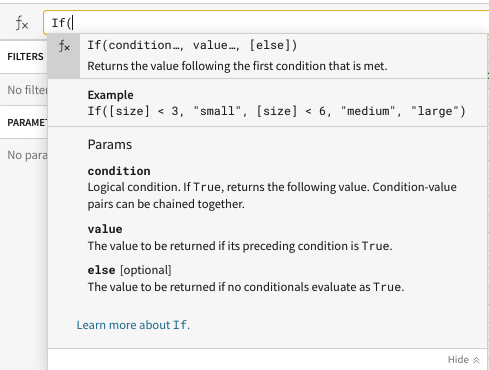 fx If(
fx If(condition…, value…, [else])
Returns the value following the first condition that is met.
FILTERS
No filter
Example
If([size] < 3, "small", [size] < 6, "medium", "large")
PARAMET
No para
Params
condition
Logical condition. If True, returns the following value. Condition-value
pairs can be chained together.
value
The value to be returned if its preceding condition is True.
else [optional]
The value to be returned if no conditionals evaluate as True.
Learn more about If.
Hide